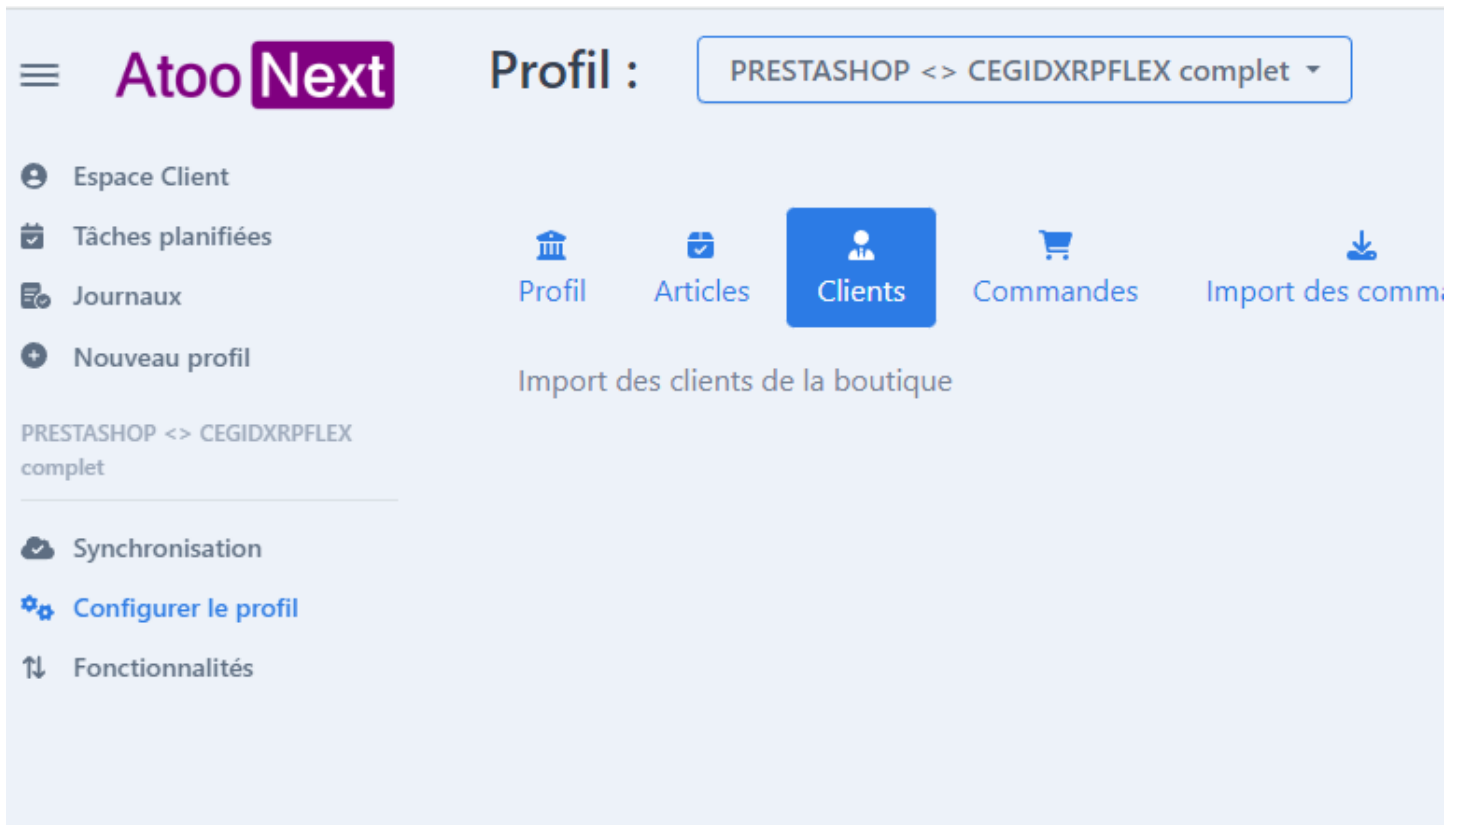 Atoo Next
Profil :
PRESTASHOP <> CEGIDXRPFLEX complet
Espace Client
Tâches planifiées
Journaux
Nouveau profil
PRESTASHOP <> CEGIDXRPFLEX
complet
Synchronisation
Configurer le profil
Fonctionnalités
Profil
Articles
Clients
Commandes
Import des comm
Import des clients de la boutique